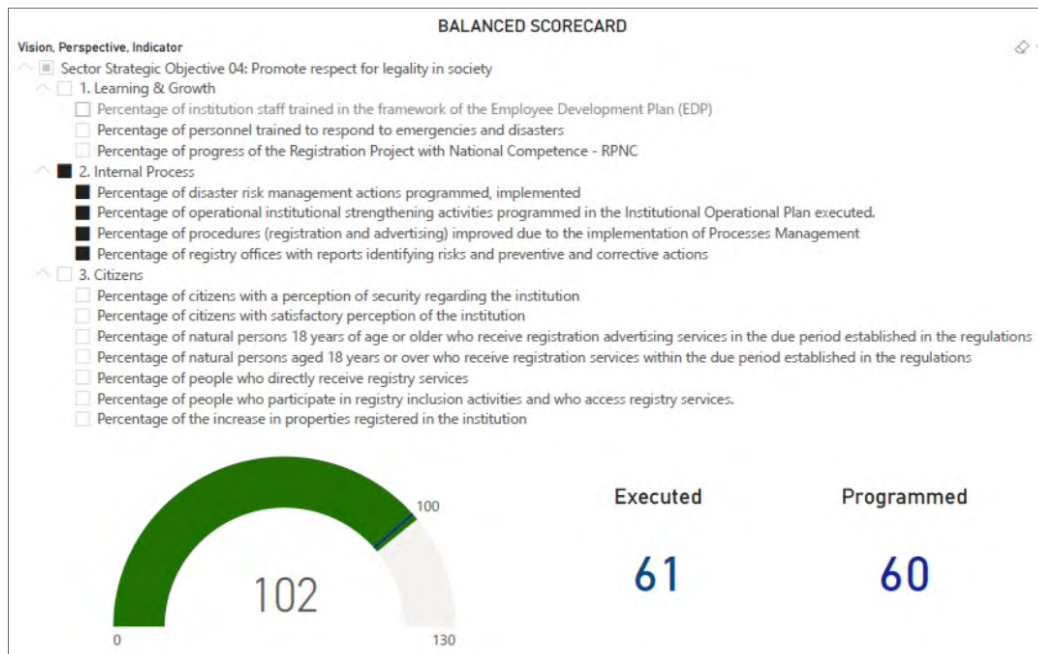 BALANCED SCORECARD
Vision, Perspective, Indicator
Sector Strategic Objective 04: Promote respect for legality in society
1. Learning & Growth
Percentage of institution staff trained in the framework of the Employee Development Plan (EDP)
Percentage of personnel trained to respond to emergencies and disasters
Percentage of progress of the Registration Project with National Competence - RPNC
2. Internal Process
Percentage of disaster risk management actions programmed, implemented
Percentage of operational institutional strengthening activities programmed in the Institutional Operational Plan executed.
Percentage of procedures (registration and advertising) improved due to the implementation of Processes Management
Percentage of registry offices with reports identifying risks and preventive and corrective actions
3. Citizens
Percentage of citizens with a perception of security regarding the institution
Percentage of citizens with satisfactory perception of the institution
Percentage of natural persons 18 years of age or older who receive registration advertising services in the due period established in the regulations
Percentage of natural persons aged 18 years or over who receive registration services within the due period established in the regulations
Percentage of people who directly receive registry services
Percentage of people who participate in registry inclusion activities and who access registry services.
Percentage of the increase in properties registered in the institution
100
102
0
130
Executed
61
Programmed
60